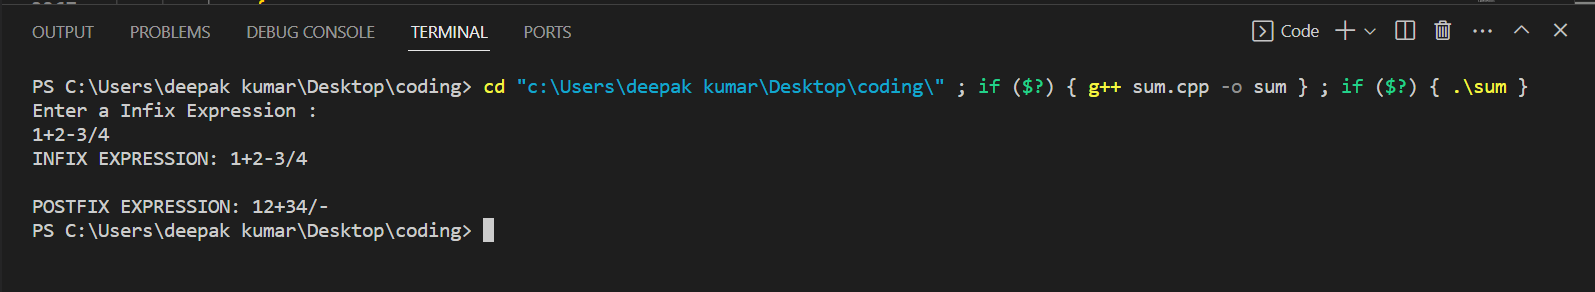 OUTPUT PROBLEMS DEBUG CONSOLE TERMINAL PORTS Code
PS C:\Users\deepak kumar\Desktop\coding> cd "c:\Users\deepak kumar\Desktop\coding\" ; if ($?) { g++ sum.cpp -o sum } ; if ($?) { .\sum }
Enter a Infix Expression :
1+2-3/4
INFIX EXPRESSION: 1+2-3/4
POSTFIX EXPRESSION: 12+34/-
PS C:\Users\deepak kumar\Desktop\coding>